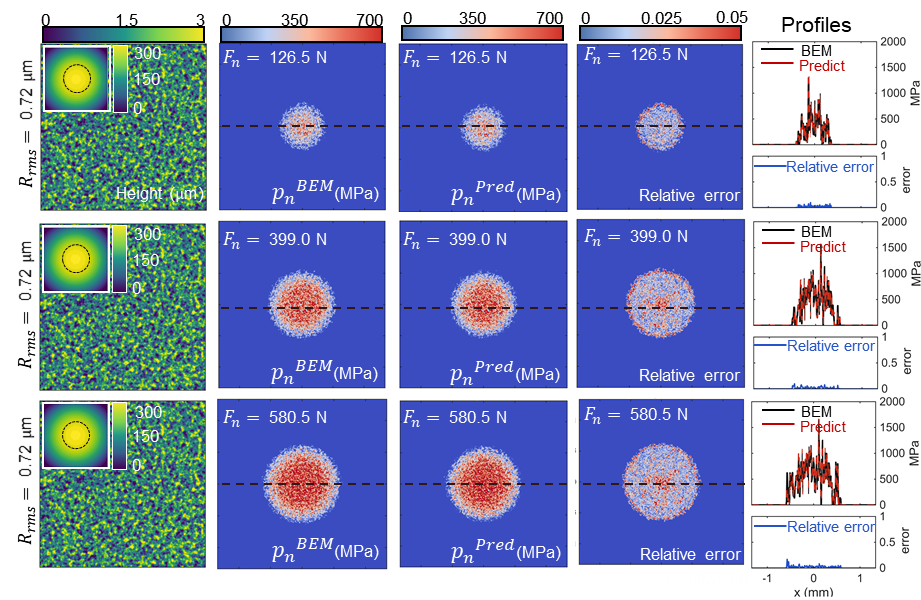 0 1.5 3
0 350 700
0 350 700
0 0.025 0.05
Profiles
R_rms = 0.72 μm
300
150
0
Height (μm)
F_n = 126.5 N
p_n^BEM (MPa)
F_n = 126.5 N
p_n^Pred (MPa)
F_n = 126.5 N
Relative error
BEM
Predict
2000
1500
1000
500
0
MPa
Relative error
1
0.5
0
error
R_rms = 0.72 μm
300
150
0
F_n = 399.0 N
p_n^BEM (MPa)
F_n = 399.0 N
p_n^Pred (MPa)
F_n = 399.0 N
Relative error
BEM
Predict
2000
1500
1000
500
0
MPa
Relative error
1
0.5
0
error
R_rms = 0.72 μm
300
150
0
F_n = 580.5 N
p_n^BEM (MPa)
F_n = 580.5 N
p_n^Pred (MPa)
F_n = 580.5 N
Relative error
BEM
Predict
2000
1500
1000
500
0
MPa
Relative error
1
0.5
0
error
-1 0 1
x (mm)